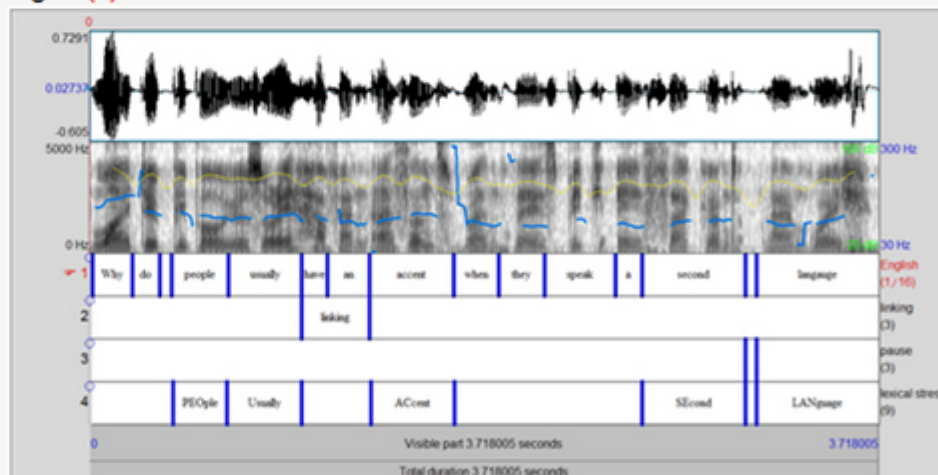 0
0.7291
0.02737
-0.605
5000 Hz
300 Hz
0 Hz
30 Hz
1 Why do people usually have an accent when they speak a second langauge English
(1/16)
2 linking linking
(3)
3 pause
(3)
4 PEOple Usually ACcent SEcond LANguage lexical stres
(9)
0 Visible part 3.718005 seconds 3.718005
Total duration 3.718005 seconds